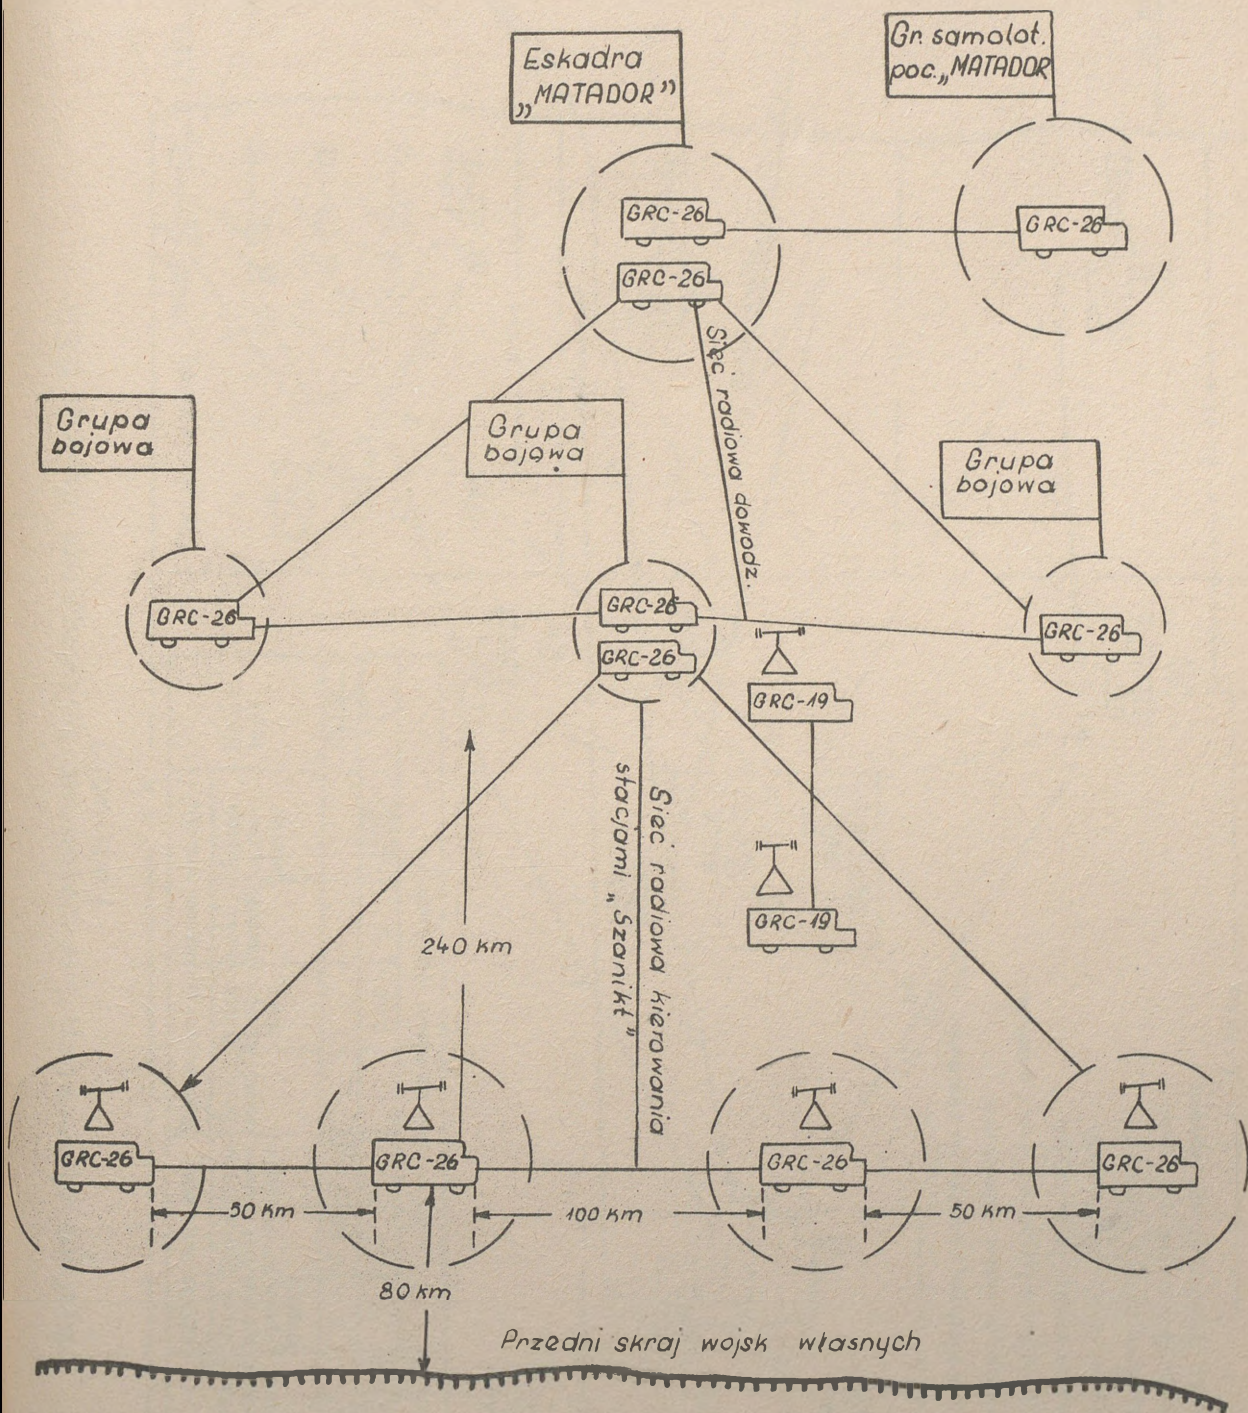 Eskadra
„MATADOR”
Gr. samolot.
poc. „MATADOR
GRC-26
GRC-26
GRC-26
Sieć radiowa dowodz.
Grupa
bojowa
Grupa
bojowa
Grupa
bojowa
GRC-26
GRC-26
GRC-26
GRC-26
GRC-19
GRC-19
240 km
Sieć radiowa kierowania
stacjami „Szanikt”
GRC-26
GRC-26
GRC-26
GRC-26
50 km
100 km
50 km
80 km
Przedni skraj wojsk własnych